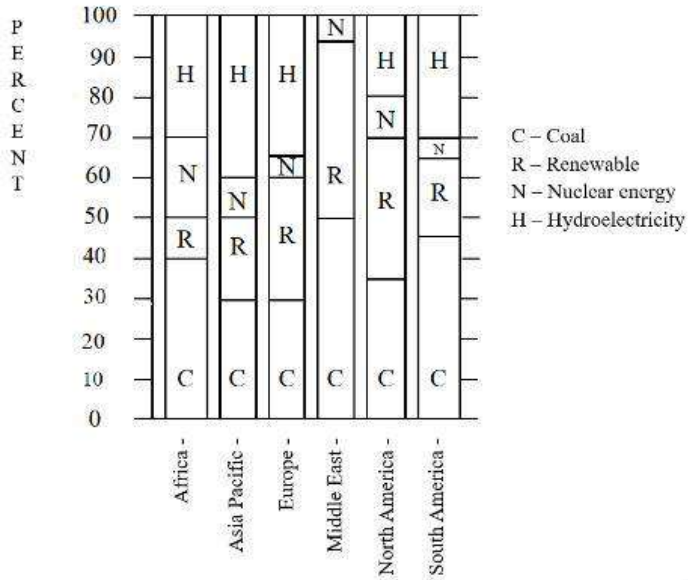 PERCENT
100
90
80
70
60
50
40
30
20
10
0
H
N
R
C
H
N
R
C
H
N
R
C
N
R
C
H
N
R
C
H
N
R
C
Africa -
Asia Pacific -
Europe -
Middle East -
North America -
South America -
C – Coal
R – Renewable
N – Nuclear energy
H – Hydroelectricity